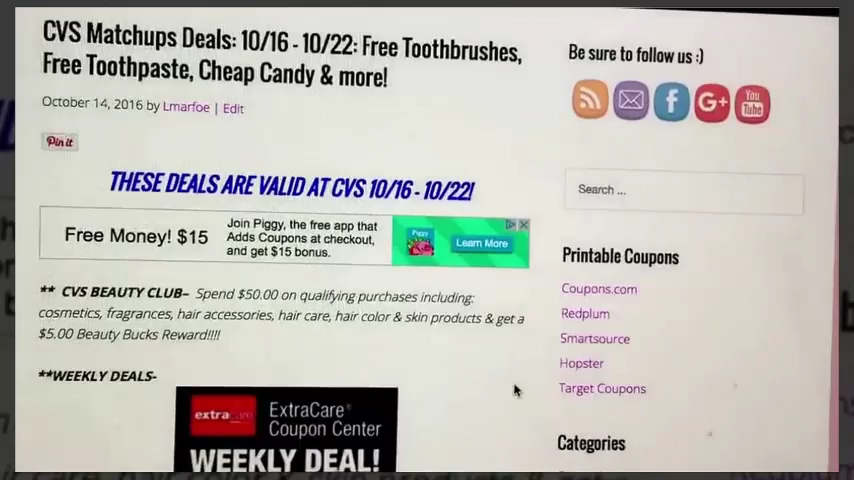 CVS Matchups Deals: 10/16 - 10/22: Free Toothbrushes,
Free Toothpaste, Cheap Candy & more!
October 14, 2016 by Lmarfoe | Edit
Pin it
THESE DEALS ARE VALID AT CVS 10/16 - 10/22!
Free Money! $15
Join Piggy, the free app that
Adds Coupons at checkout,
and get $15 bonus.
Piggy
Learn More
** CVS BEAUTY CLUB– Spend $50.00 on qualifying purchases including:
cosmetics, fragrances, hair accessories, hair care, hair color & skin products & get a
$5.00 Beauty Bucks Reward!!!!
**WEEKLY DEALS-
extracare
ExtraCare®
Coupon Center
WEEKLY DEAL!
Be sure to follow us :)
G+
You
Tube
Search ...
Printable Coupons
Coupons.com
Redplum
Smartsource
Hopster
Target Coupons
Categories